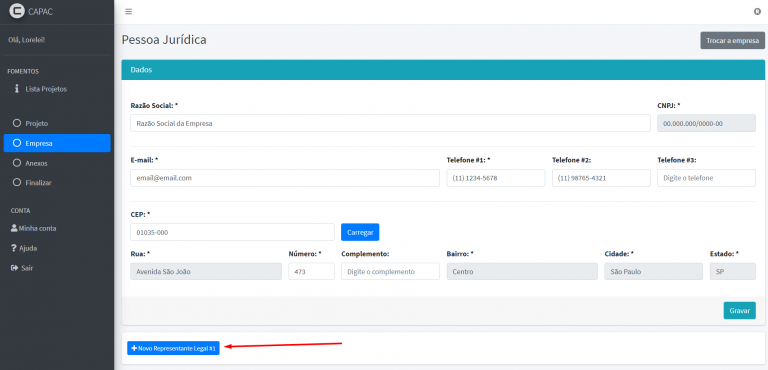 CAPAC
Olá, Lorelei!
FOMENTOS
Lista Projetos
Projeto
Empresa
Anexos
Finalizar
CONTA
Minha conta
Ajuda
Sair
Pessoa Jurídica
Trocar a empresa
Dados
Razão Social: * CNPJ: *
Razão Social da Empresa 00.000.000/0000-00
E-mail: * Telefone #1: * Telefone #2: Telefone #3:
email@email.com (11) 1234-5678 (11) 98765-4321 Digite o telefone
CEP: *
01035-000 Carregar
Rua: * Número: * Complemento: Bairro: * Cidade: * Estado: *
Avenida São João 473 Digite o complemento Centro São Paulo SP
Gravar
Novo Representante Legal #1